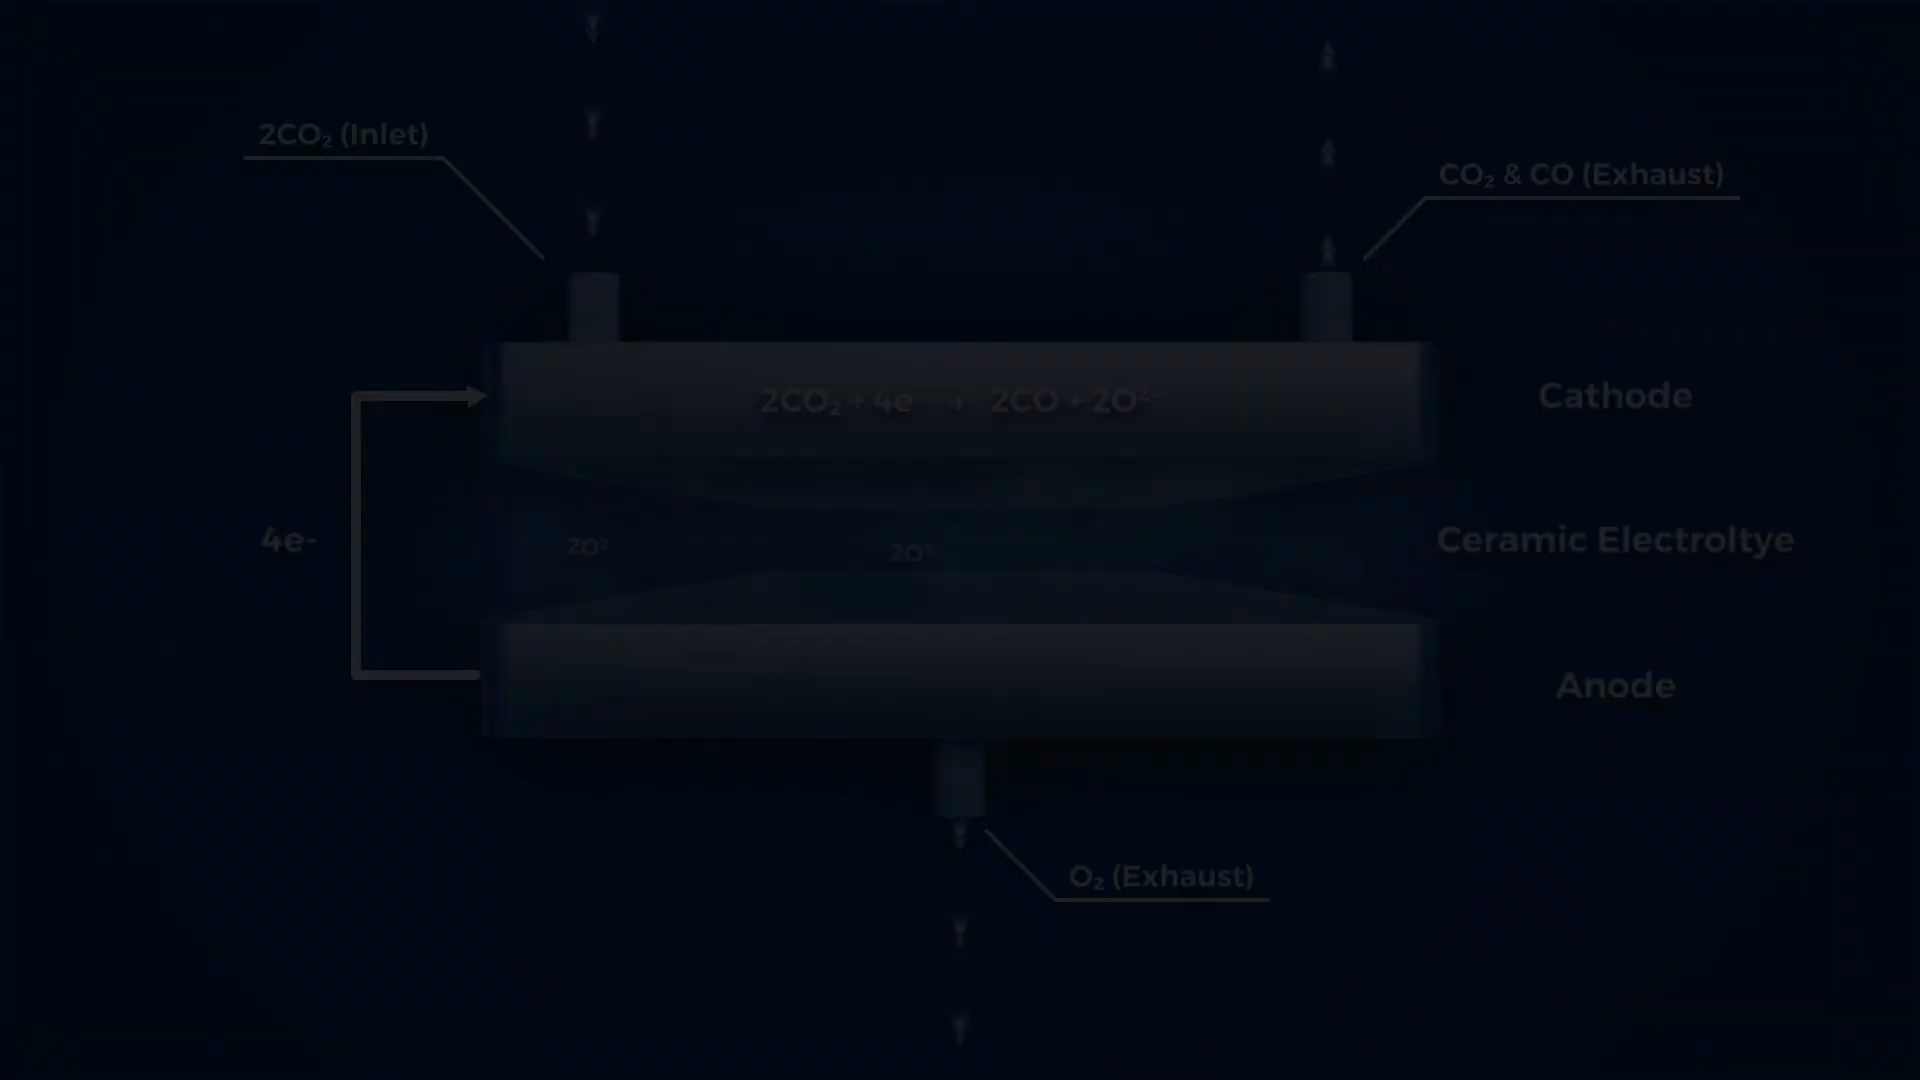 2CO₂ (Inlet)
CO₂ & CO (Exhaust)
2CO₂ + 4e → 2CO + 2O²
Cathode
4e-
2O²
2O²
Ceramic Electroltye
Anode
O₂ (Exhaust)